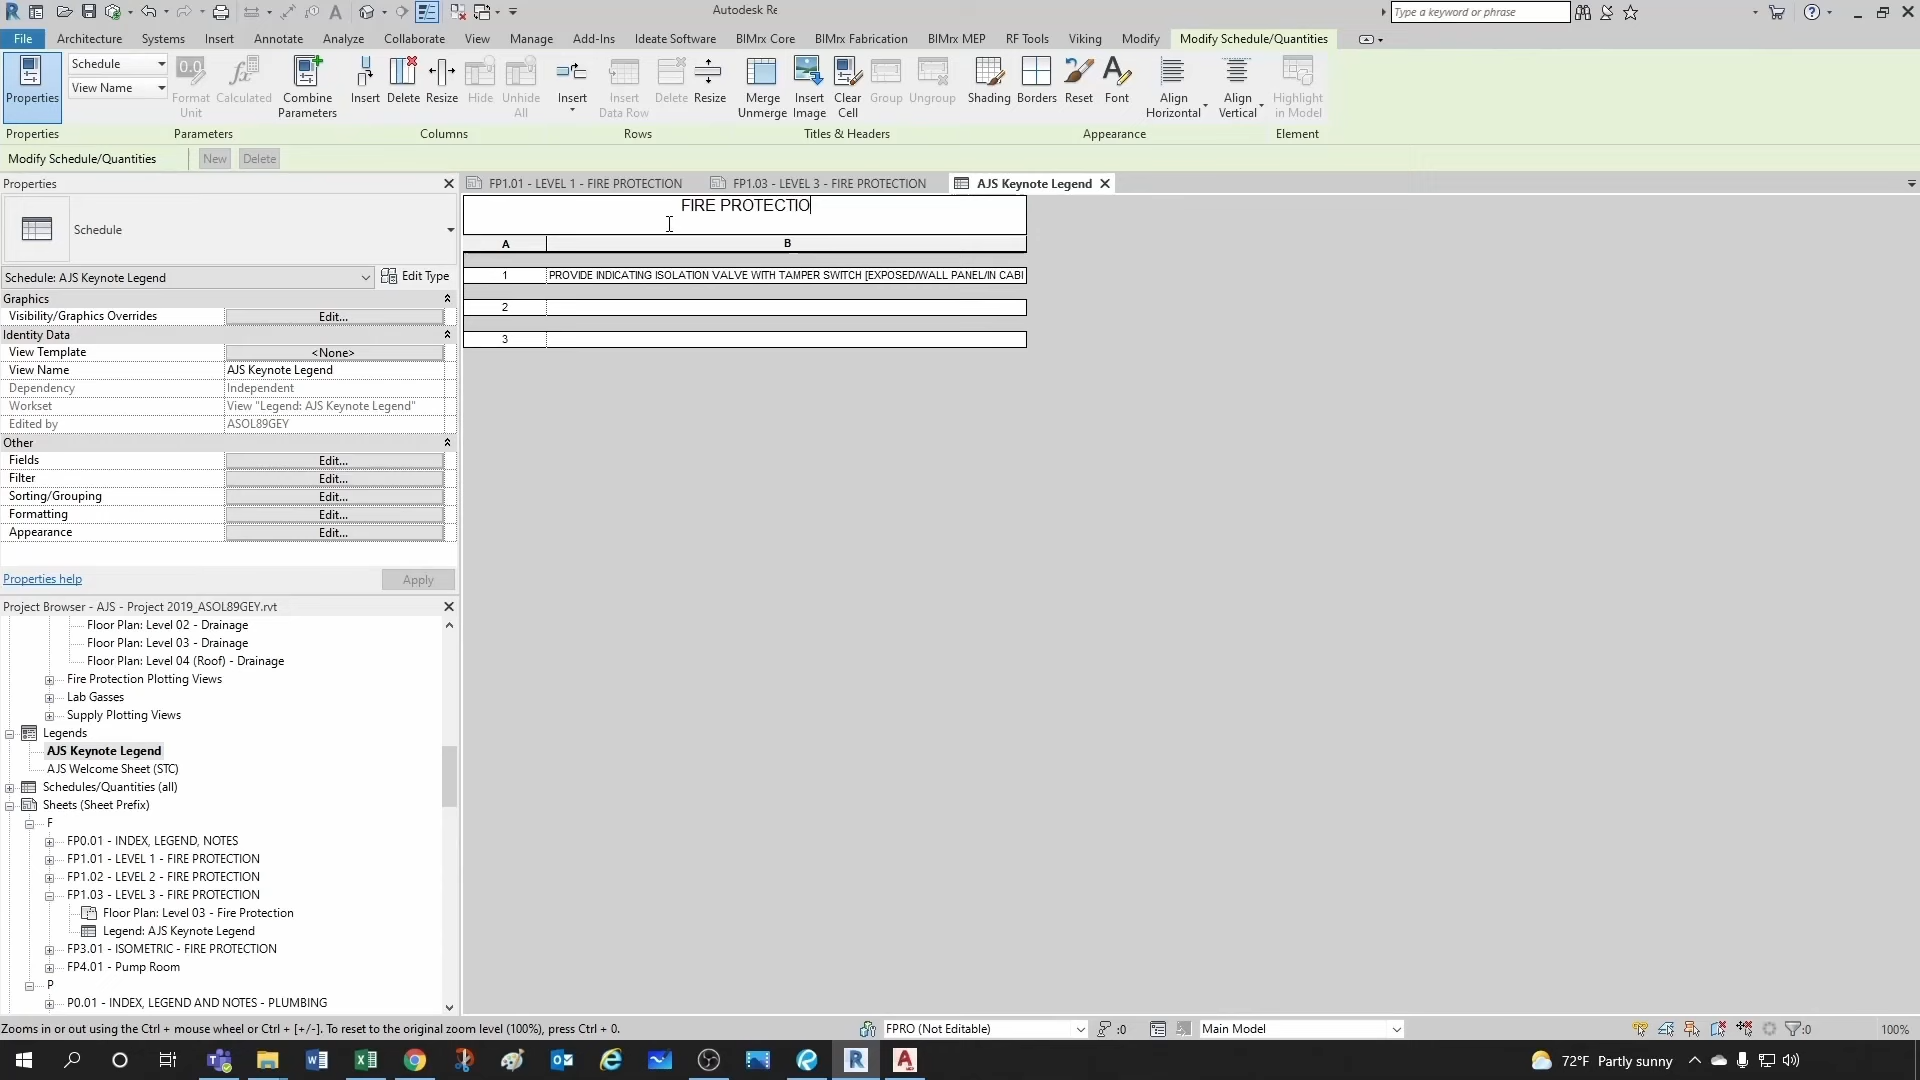 Autodesk Re
Type a keyword or phrase
File Architecture Systems Insert Annotate Analyze Collaborate View Manage Add-Ins Ideate Software BIMrx Core BIMrx Fabrication BIMrx MEP RF Tools Viking Modify Modify Schedule/Quantities
Schedule
View Name
Properties Format Unit Calculated Combine Parameters Insert Delete Resize Hide Unhide All Insert Insert Data Row Delete Resize Merge Unmerge Insert Image Clear Cell Group Ungroup Shading Borders Reset Font Align Horizontal Align Vertical Highlight in Model
Properties Parameters Columns Rows Titles & Headers Appearance Element
Modify Schedule/Quantities New Delete
Properties
FP1.01 - LEVEL 1 - FIRE PROTECTION FP1.03 - LEVEL 3 - FIRE PROTECTION AJS Keynote Legend
FIRE PROTECTIO
A B
1 PROVIDE INDICATING ISOLATION VALVE WITH TAMPER SWITCH [EXPOSED/WALL PANEL/IN CABI
2
3
Schedule
Schedule: AJS Keynote Legend Edit Type
Graphics
Visibility/Graphics Overrides Edit...
Identity Data
View Template <None>
View Name AJS Keynote Legend
Dependency Independent
Workset View "Legend: AJS Keynote Legend"
Edited by ASOL89GEY
Other
Fields Edit...
Filter Edit...
Sorting/Grouping Edit...
Formatting Edit...
Appearance Edit...
Properties help Apply
Project Browser - AJS - Project 2019_ASOL89GEY.rvt
Floor Plan: Level 02 - Drainage
Floor Plan: Level 03 - Drainage
Floor Plan: Level 04 (Roof) - Drainage
Fire Protection Plotting Views
Lab Gasses
Supply Plotting Views
Legends
AJS Keynote Legend
AJS Welcome Sheet (STC)
Schedules/Quantities (all)
Sheets (Sheet Prefix)
F
FP0.01 - INDEX, LEGEND, NOTES
FP1.01 - LEVEL 1 - FIRE PROTECTION
FP1.02 - LEVEL 2 - FIRE PROTECTION
FP1.03 - LEVEL 3 - FIRE PROTECTION
Floor Plan: Level 03 - Fire Protection
Legend: AJS Keynote Legend
FP3.01 - ISOMETRIC - FIRE PROTECTION
FP4.01 - Pump Room
P
P0.01 - INDEX, LEGEND AND NOTES - PLUMBING
Zooms in or out using the Ctrl + mouse wheel or Ctrl + [+/-]. To reset to the original zoom level (100%), press Ctrl + 0. FPRO (Not Editable) :0 Main Model :0 100%
72°F Partly sunny